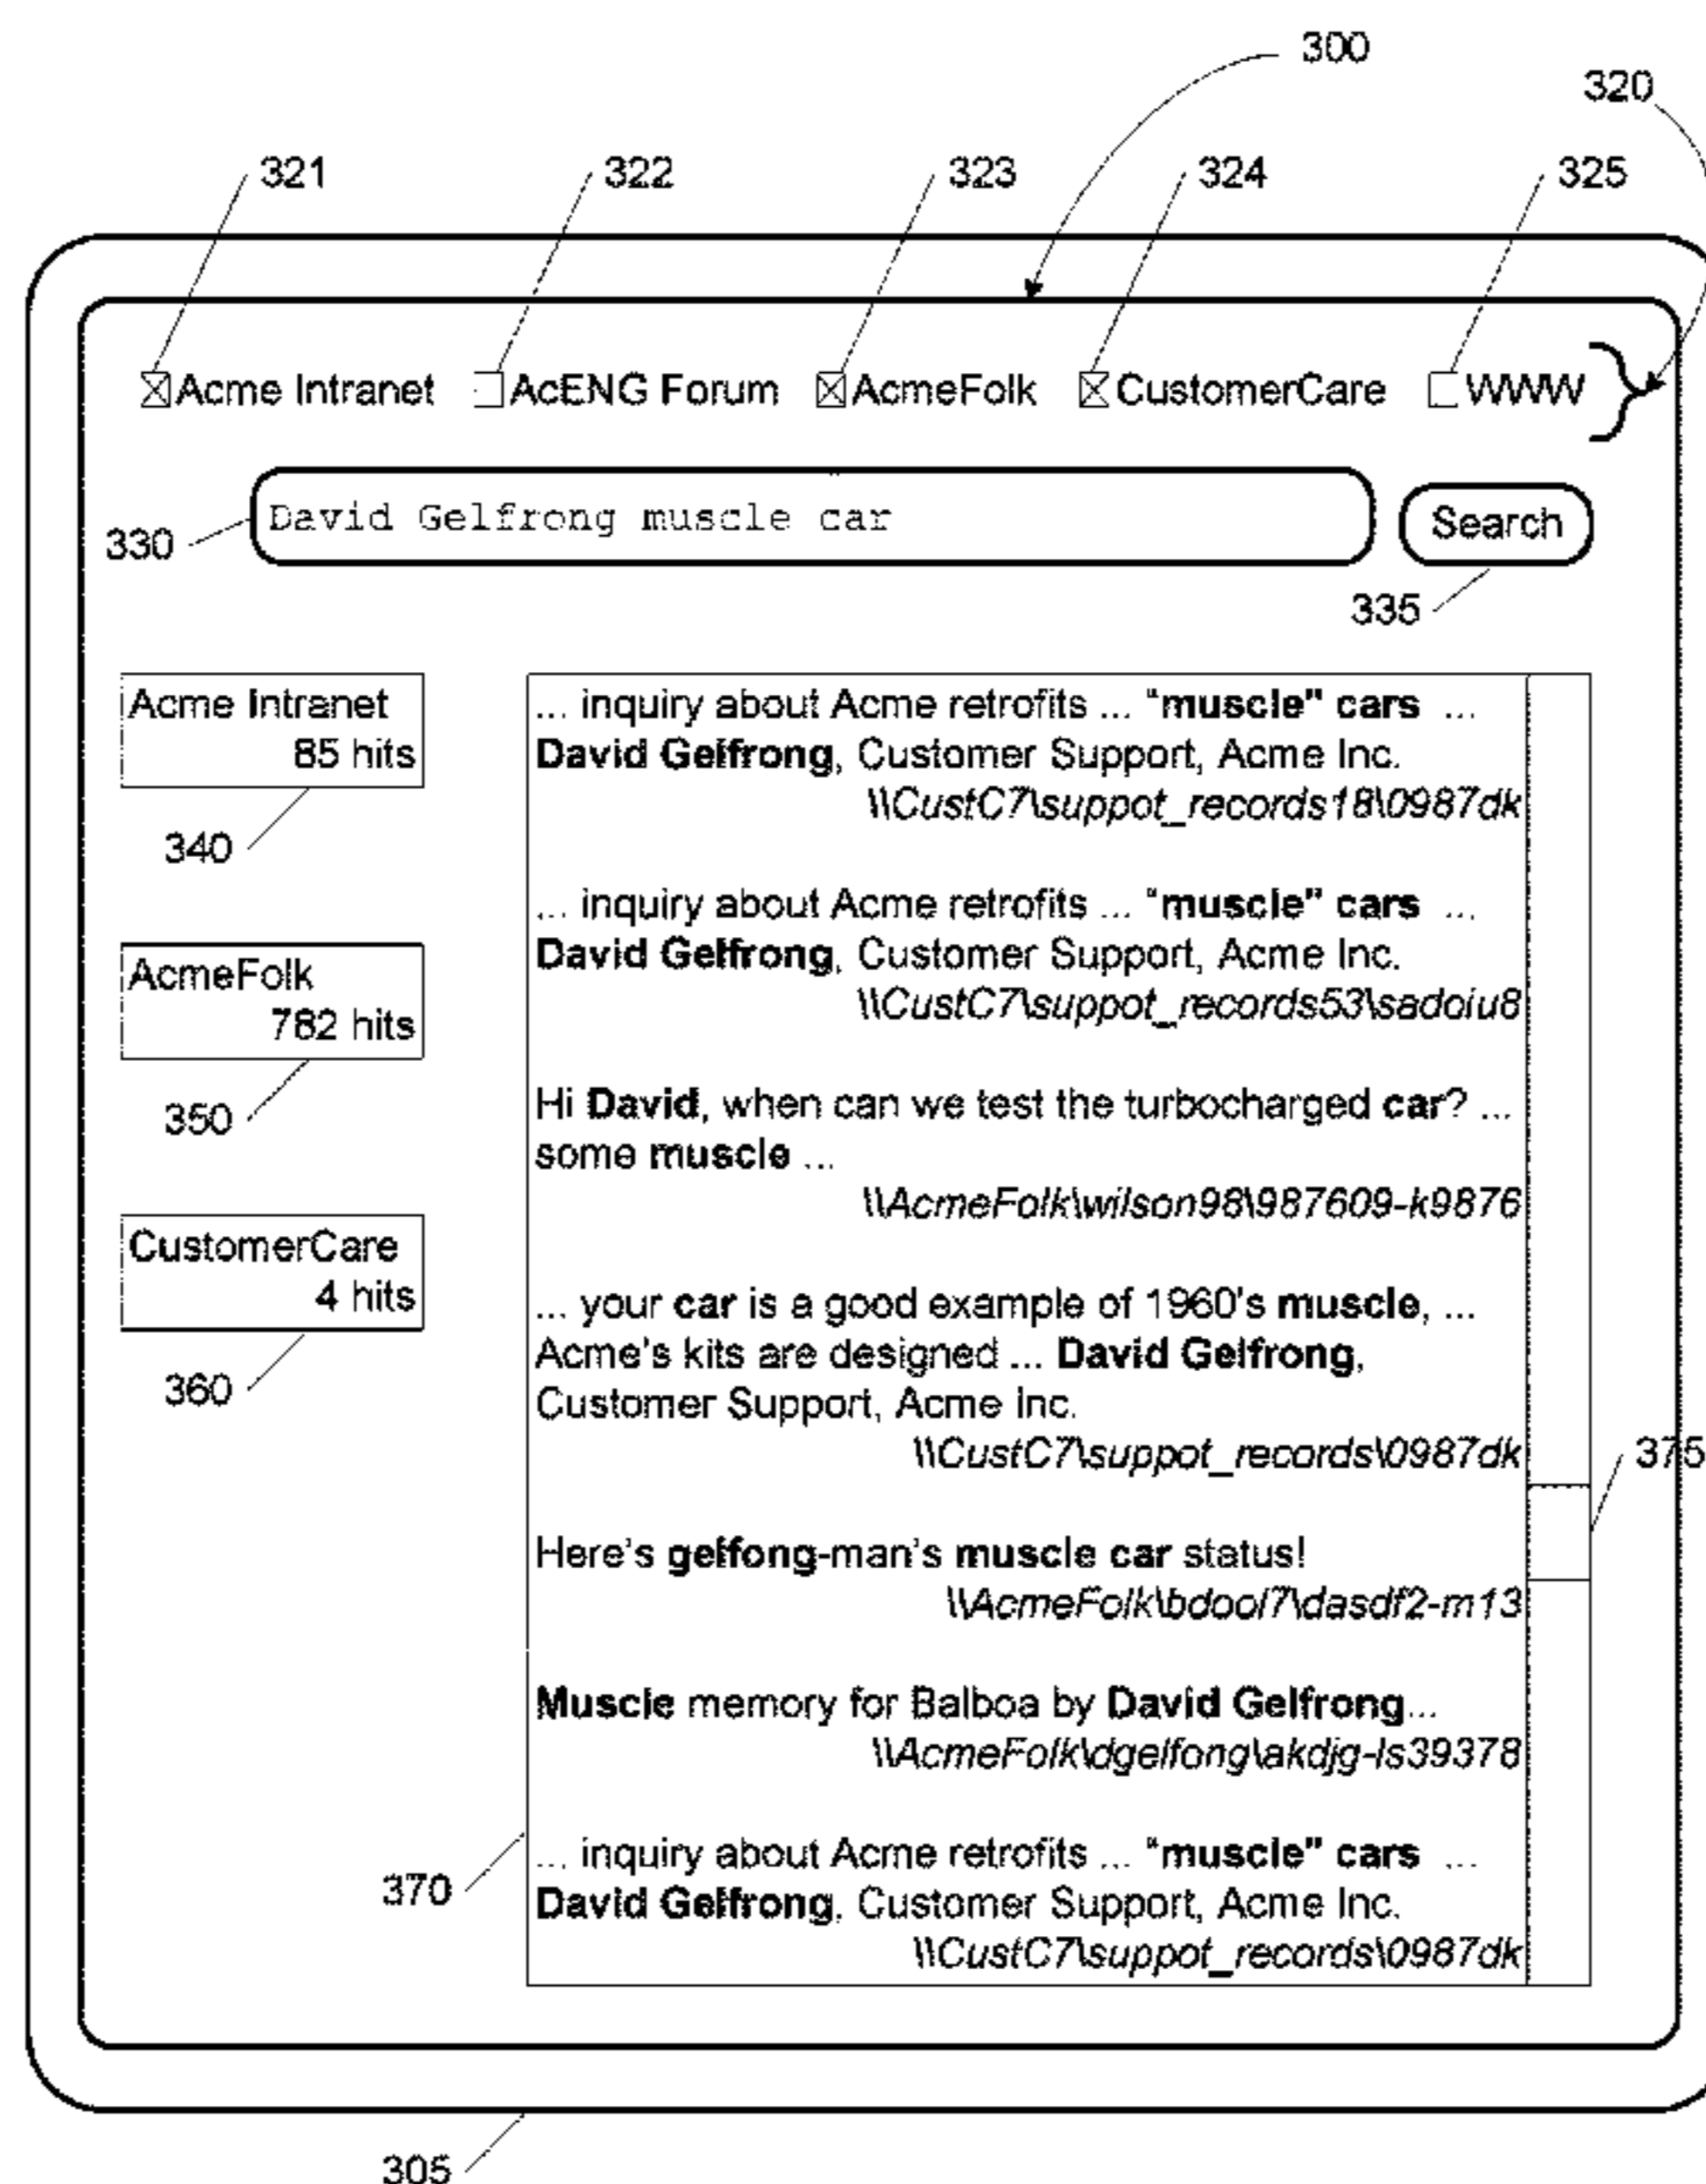 300
320
321 322 323 324 325
Acme Intranet AcENG Forum AcmeFolk CustomerCare WWW
David Gelfrong muscle car Search
330
335
Acme Intranet
85 hits
340
AcmeFolk
782 hits
350
CustomerCare
4 hits
360
... inquiry about Acme retrofits ... "muscle" cars ...
David Gelfrong, Customer Support, Acme Inc.
\\CustC7\suppot_records18\0987dk
... inquiry about Acme retrofits ... "muscle" cars ...
David Gelfrong, Customer Support, Acme Inc.
\\CustC7\suppot_records53\sadoiu8
Hi David, when can we test the turbocharged car? ...
some muscle ...
\\AcmeFolk\wilson98\987609-k9876
... your car is a good example of 1960's muscle, ...
Acme's kits are designed ... David Gelfrong,
Customer Support, Acme Inc.
\\CustC7\suppot_records\0987dk
375
Here's gelfong-man's muscle car status!
\\AcmeFolk\bdool7\dasdf2-m13
Muscle memory for Balboa by David Gelfrong...
\\AcmeFolk\dgelfong\akdjg-ls39378
... inquiry about Acme retrofits ... "muscle" cars ...
David Gelfrong, Customer Support, Acme Inc.
\\CustC7\suppot_records\0987dk
370
305